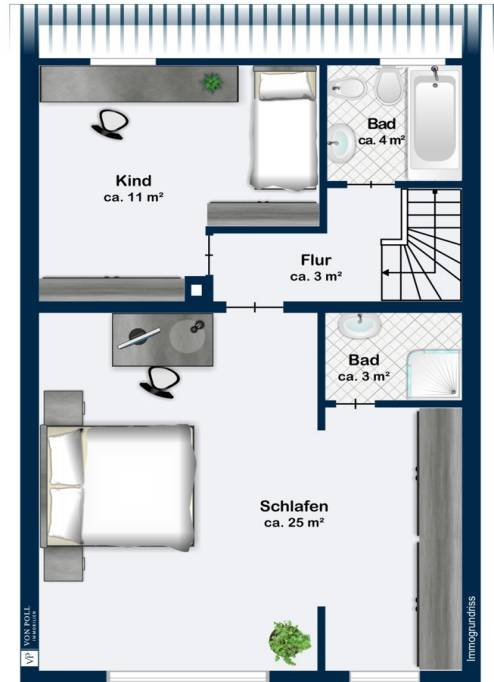 Kind
ca. 11 m²
Bad
ca. 4 m²
Flur
ca. 3 m²
Bad
ca. 3 m²
Schlafen
ca. 25 m²
VP VON POLL
IMMOBILIEN
Immogrundriss